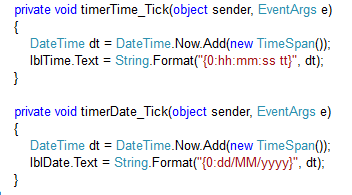 private void timerTime_Tick(object sender, EventArgs e)
{
DateTime dt = DateTime.Now.Add(new TimeSpan());
lblTime.Text = String.Format("{0:hh:mm:ss tt}", dt);
}
private void timerDate_Tick(object sender, EventArgs e)
{
DateTime dt = DateTime.Now.Add(new TimeSpan());
lblDate.Text = String.Format("{0:dd/MM/yyyy}", dt);
}